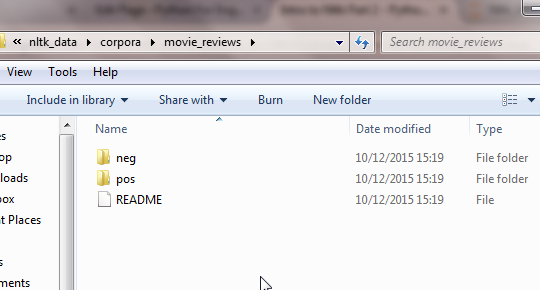 nltk_data corpora movie_reviews Search movie_reviews
View Tools Help
Include in library Share with Burn New folder
Name Date modified Type
neg 10/12/2015 15:19 File folder
pos 10/12/2015 15:19 File folder
README 10/12/2015 15:19 File
es
op
loads
box
t Places
s
ments